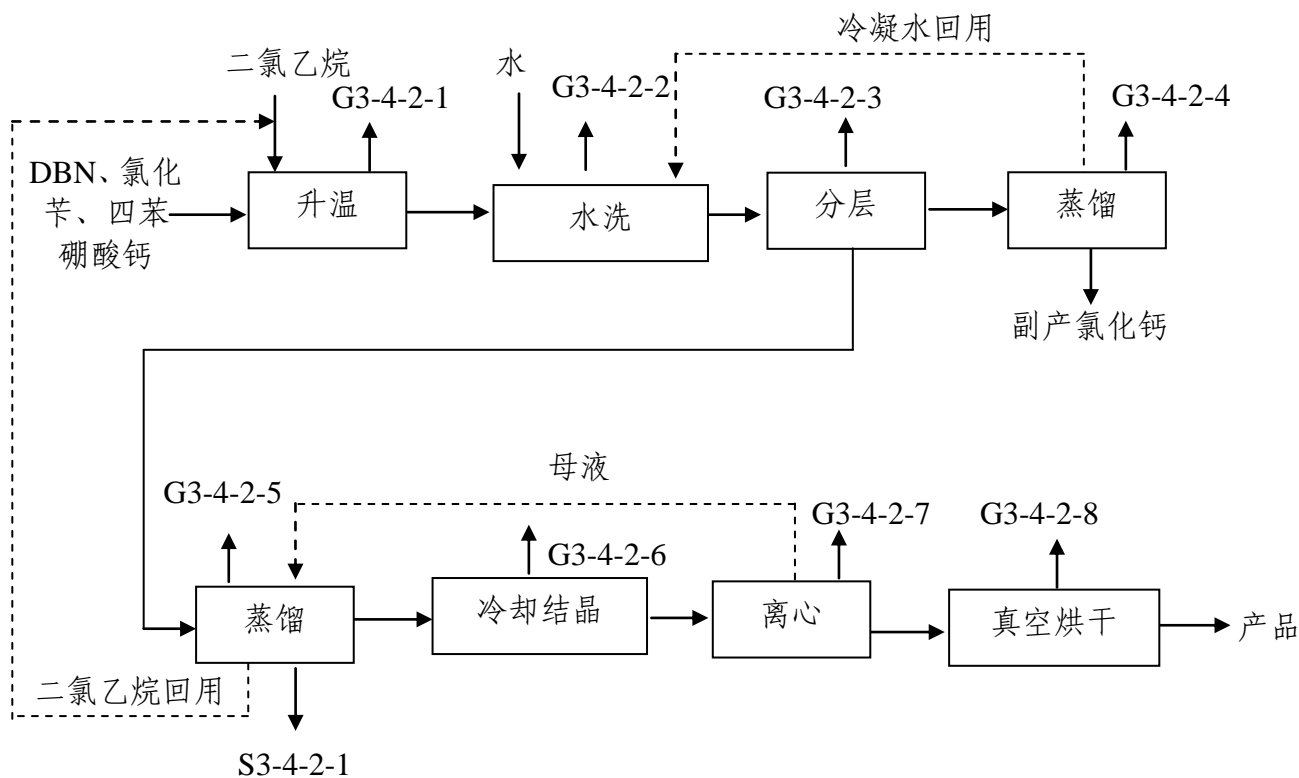 冷凝水回用
二氯乙烷
水
G3-4-2-1
G3-4-2-2
G3-4-2-3
G3-4-2-4
DBN、氯化
苄、四苯
硼酸钙
升温
水洗
分层
蒸馏
副产氯化钙
母液
G3-4-2-5
G3-4-2-6
G3-4-2-7
G3-4-2-8
蒸馏
冷却结晶
离心
真空烘干
产品
二氯乙烷回用
S3-4-2-1